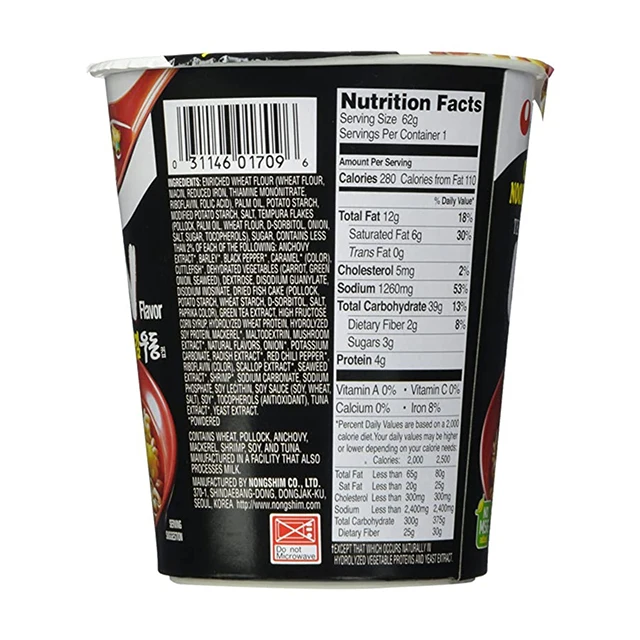 0 31146 01709 6
INGREDIENTS: ENRICHED WHEAT FLOUR (WHEAT FLOUR,
NIACIN, REDUCED IRON, THIAMINE MONONITRATE,
RIBOFLAVIN, FOLIC ACID), PALM OIL, POTATO STARCH,
MODIFIED POTATO STARCH, SALT, TEMPURA FLAKES
(POLLOCK, PALM OIL, WHEAT FLOUR, D-SORBITOL, ONION,
SALT, SUGAR, TOCOPHEROLS), SUGAR, CONTAINS LESS
THAN 2% OF EACH OF THE FOLLOWING: ANCHOVY
EXTRACT*, BARLEY*, BLACK PEPPER*, CARAMEL* (COLOR),
CUTTLEFISH*, DEHYDRATED VEGETABLES (CARROT, GREEN
ONION, SEAWEED), DEXTROSE, DISODIUM GUANYLATE,
DISODIUM INOSINATE, DRIED FISH CAKE (POLLOCK,
POTATO STARCH, WHEAT STARCH, D-SORBITOL, SALT,
PAPRIKA COLOR), GREEN TEA EXTRACT, HIGH FRUCTOSE
CORN SYRUP, HYDROLYZED WHEAT PROTEIN, HYDROLYZED
SOY PROTEIN, MACKEREL*, MALTODEXTRIN, MUSHROOM
EXTRACT*, NATURAL FLAVORS, ONION*, POTASSIUM
CARBONATE, RADISH EXTRACT*, RED CHILI PEPPER*,
RIBOFLAVIN (COLOR), SCALLOP EXTRACT*, SEAWEED
EXTRACT*, SHRIMP*, SODIUM CARBONATE, SODIUM
PHOSPHATE, SOY LECITHIN, SOY SAUCE (SOY, WHEAT,
SALT), SOY*, TOCOPHEROLS (ANTIOXIDANT), TUNA
EXTRACT*, YEAST EXTRACT.
*POWDERED
CONTAINS WHEAT, POLLOCK, ANCHOVY,
MACKEREL, SHRIMP, SOY, AND TUNA.
MANUFACTURED IN A FACILITY THAT ALSO
PROCESSES MILK.
MANUFACTURED BY NONGSHIM CO., LTD.
370-1, SHINDAEBANG-DONG, DONGJAK-KU,
SEOUL, KOREA http://www.nongshim.com
Do not
Microwave
Flavor
우동
SERVING
SUGGESTION
Nutrition Facts
Serving Size 62g
Servings Per Container 1
Amount Per Serving
Calories 280 Calories from Fat 110
% Daily Value*
Total Fat 12g 18%
Saturated Fat 6g 30%
Trans Fat 0g
Cholesterol 5mg 2%
Sodium 1260mg 53%
Total Carbohydrate 39g 13%
Dietary Fiber 2g 8%
Sugars 3g
Protein 4g
Vitamin A 0% • Vitamin C 0%
Calcium 0% • Iron 8%
*Percent Daily Values are based on a 2,000
calorie diet. Your daily values may be higher
or lower depending on your calorie needs:
Calories: 2,000 2,500
Total Fat Less than 65g 80g
Sat Fat Less than 20g 25g
Cholesterol Less than 300mg 300mg
Sodium Less than 2,400mg 2,400mg
Total Carbohydrate 300g 375g
Dietary Fiber 25g 30g
†EXCEPT THAT WHICH OCCURS NATURALLY IN
HYDROLYZED VEGETABLE PROTEINS AND YEAST EXTRACT.
NO
MSG